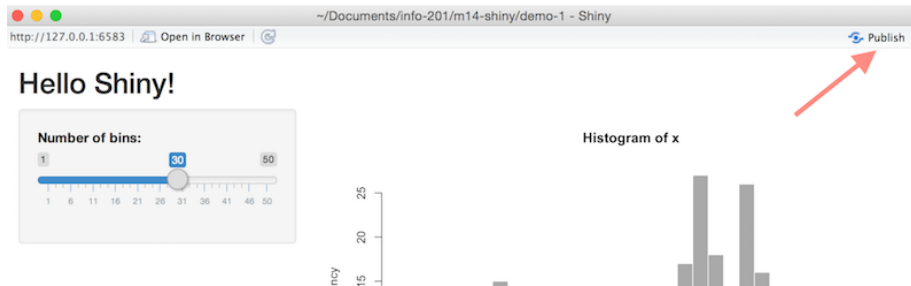 ~/Documents/info-201/m14-shiny/demo-1 - Shiny
http://127.0.0.1:6583 Open in Browser Publish
Hello Shiny!
Number of bins:
1 30 50
1 6 11 16 21 26 31 36 41 46 50
Histogram of x
25
20
15
ncy